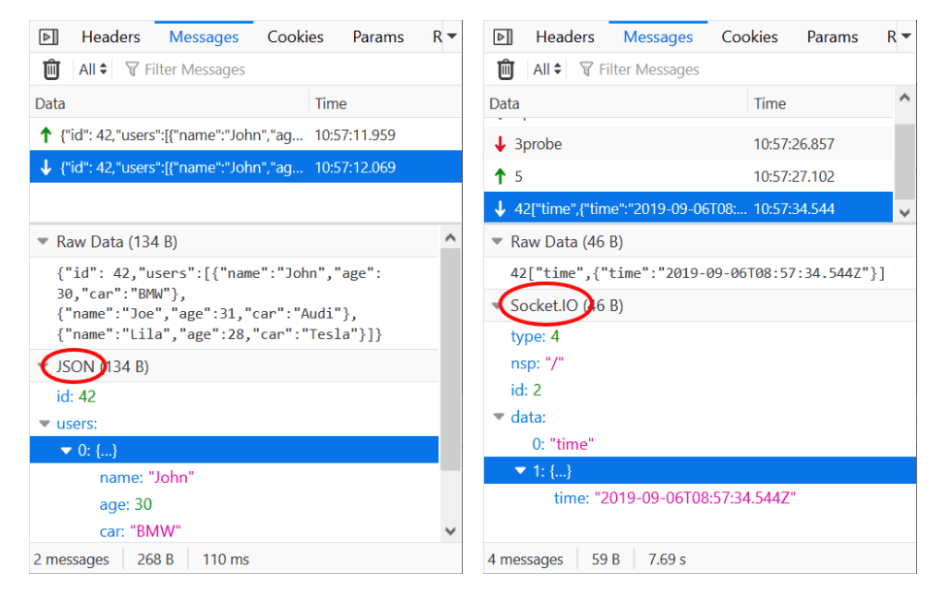 Headers Messages Cookies Params R
All Filter Messages
Data Time
{"id": 42,"users":[{"name":"John","ag... 10:57:11.959
{"id": 42,"users":[{"name":"John","ag... 10:57:12.069
Raw Data (134 B)
{"id": 42,"users":[{"name":"John","age":
30,"car":"BMW"},
{"name":"Joe","age":31,"car":"Audi"},
{"name":"Lila","age":28,"car":"Tesla"}]}
JSON (134 B)
id: 42
users:
0: {...}
name: "John"
age: 30
car: "BMW"
2 messages 268 B 110 ms
Headers Messages Cookies Params R
All Filter Messages
Data Time
3probe 10:57:26.857
5 10:57:27.102
42["time",{"time":"2019-09-06T08:... 10:57:34.544
Raw Data (46 B)
42["time",{"time":"2019-09-06T08:57:34.544Z"}]
Socket.IO (46 B)
type: 4
nsp: "/"
id: 2
data:
0: "time"
1: {...}
time: "2019-09-06T08:57:34.544Z"
4 messages 59 B 7.69 s